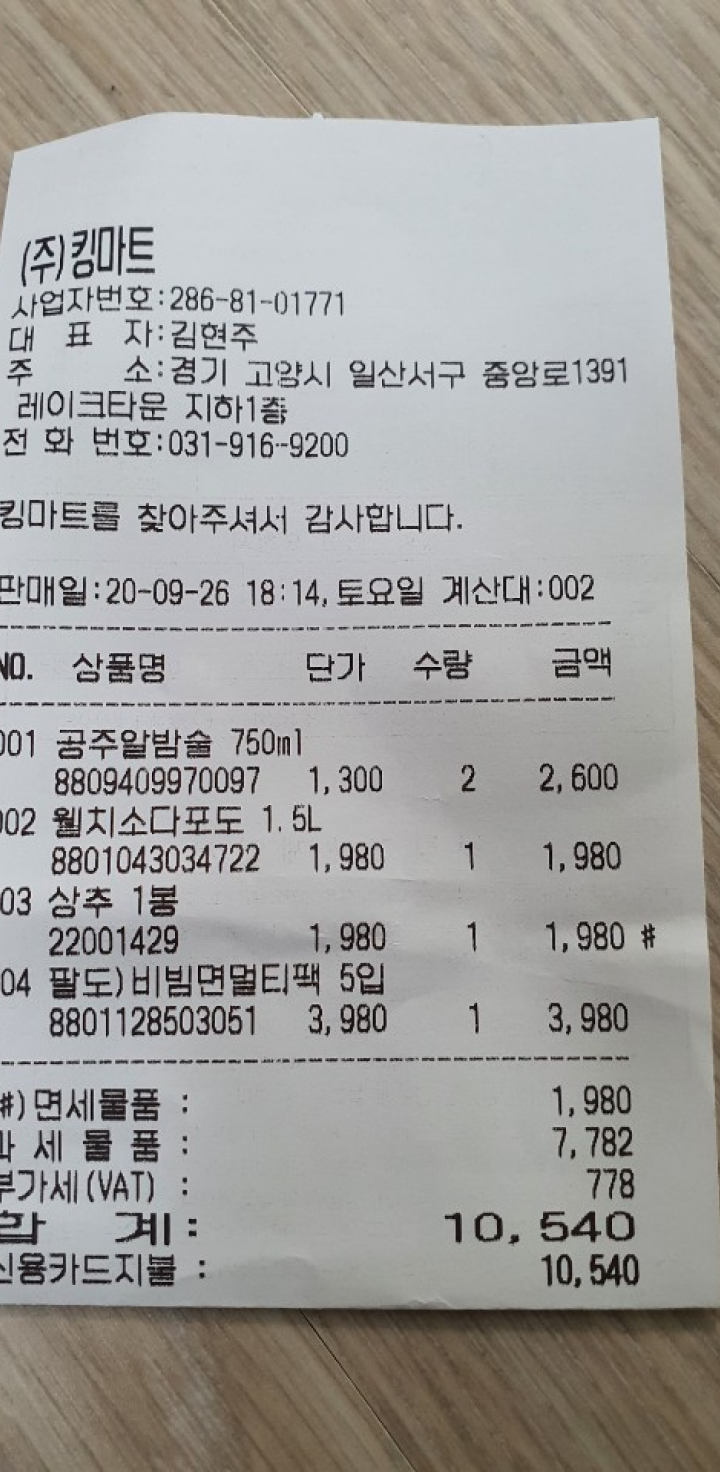 (주)킹마트
사업자번호:286-81-01771
대 표 자:김현주
주 소:경기 고양시 일산서구 중앙로1391
레이크타운 지하1층
전 화 번호:031-916-9200
킹마트를 찾아주셔서 감사합니다.
판매일:20-09-26 18:14,토요일 계산대:002
NO. 상품명 단가 수량 금액
001 공주알밤술 750ml
8809409970097 1,300 2 2,600
002 웰치소다포도 1.5L
8801043034722 1,980 1 1,980
03 상추 1봉
22001429 1,980 1 1,980 #
04 팔도)비빔면멀티팩 5입
8801128503051 3,980 1 3,980
#)면세물품 : 1,980
과 세 물 품 : 7,782
부가세(VAT) : 778
합 계: 10,540
신용카드지불 : 10,540